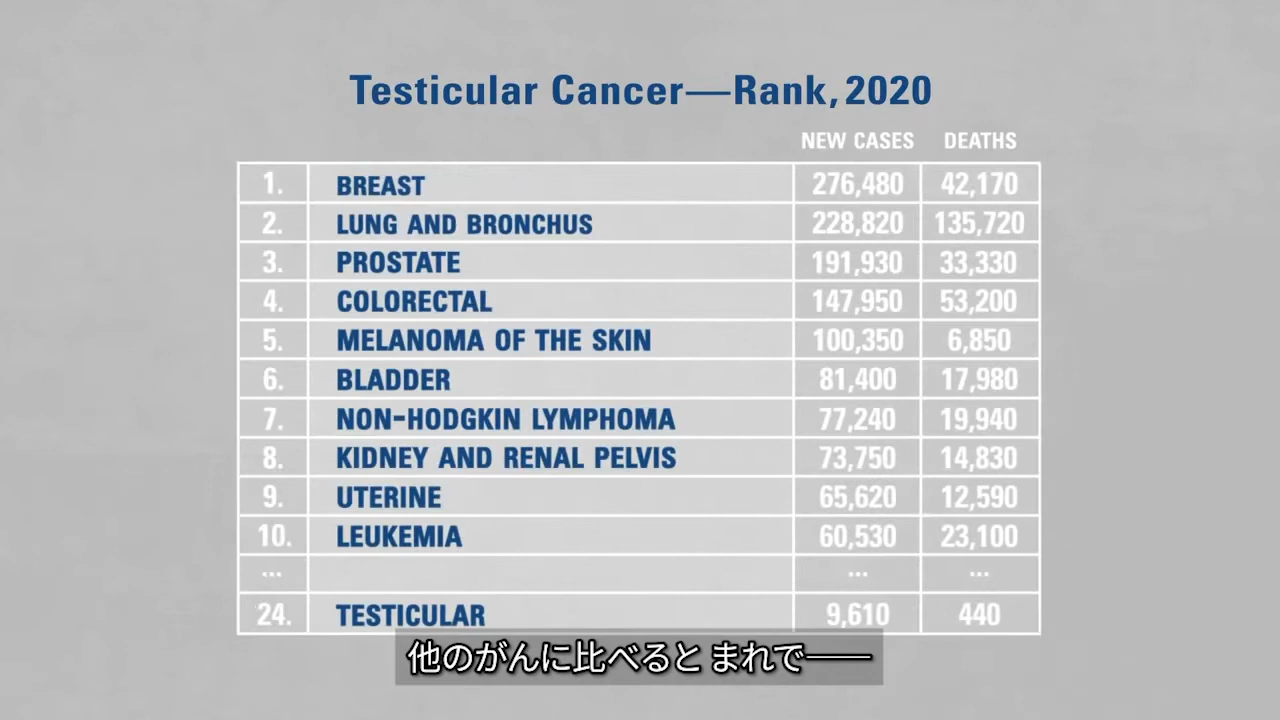 Testicular Cancer—Rank, 2020
NEW CASES DEATHS
1. BREAST 276,480 42,170
2. LUNG AND BRONCHUS 228,820 135,720
3. PROSTATE 191,930 33,330
4. COLORECTAL 147,950 53,200
5. MELANOMA OF THE SKIN 100,350 6,850
6. BLADDER 81,400 17,980
7. NON-HODGKIN LYMPHOMA 77,240 19,940
8. KIDNEY AND RENAL PELVIS 73,750 14,830
9. UTERINE 65,620 12,590
10. LEUKEMIA 60,530 23,100
... ... ...
24. TESTICULAR 9,610 440
他のがんに比べると まれで――